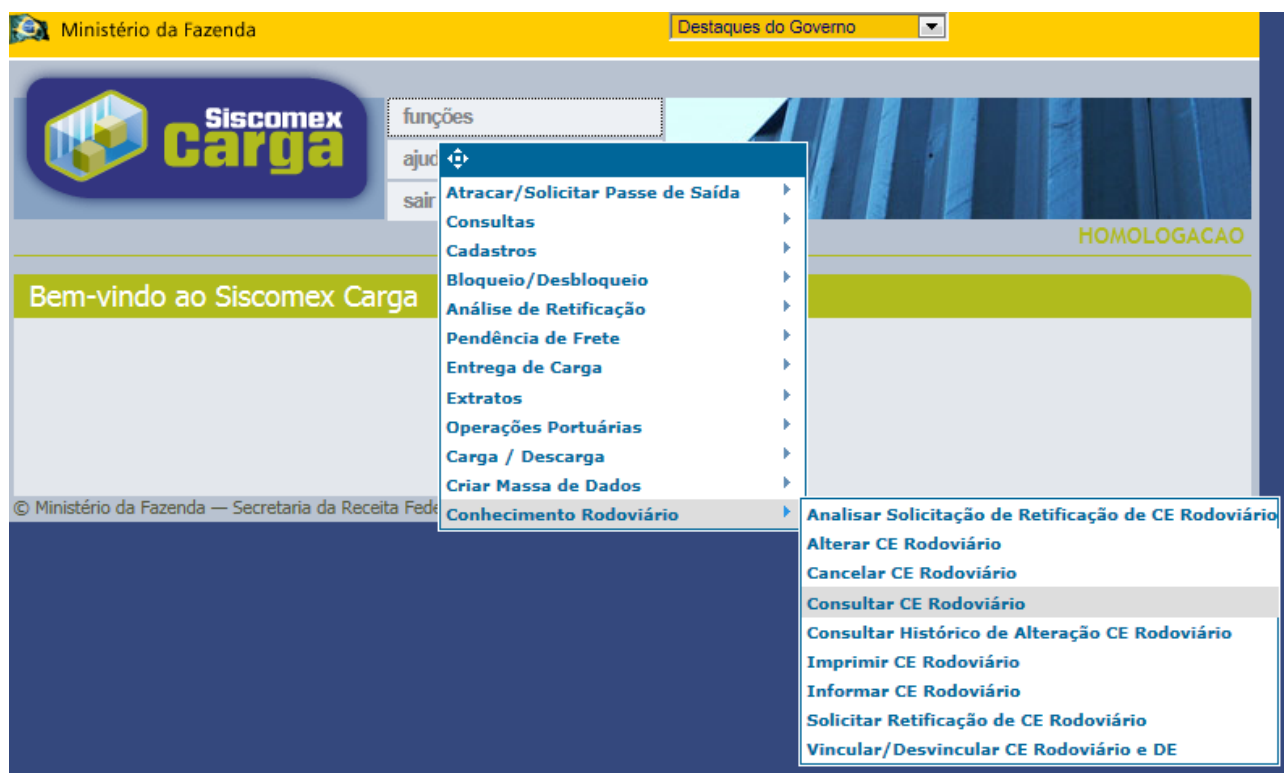 Ministério da Fazenda
Destaques do Governo
Siscomex
Carga
funções
ajud
sair
Atracar/Solicitar Passe de Saída
Consultas
Cadastros
Bloqueio/Desbloqueio
Análise de Retificação
Pendência de Frete
Entrega de Carga
Extratos
Operações Portuárias
Carga / Descarga
Criar Massa de Dados
Conhecimento Rodoviário
HOMOLOGACAO
Bem-vindo ao Siscomex Carga
© Ministério da Fazenda — Secretaria da Receita Fede
Analisar Solicitação de Retificação de CE Rodoviário
Alterar CE Rodoviário
Cancelar CE Rodoviário
Consultar CE Rodoviário
Consultar Histórico de Alteração CE Rodoviário
Imprimir CE Rodoviário
Informar CE Rodoviário
Solicitar Retificação de CE Rodoviário
Vincular/Desvincular CE Rodoviário e DE